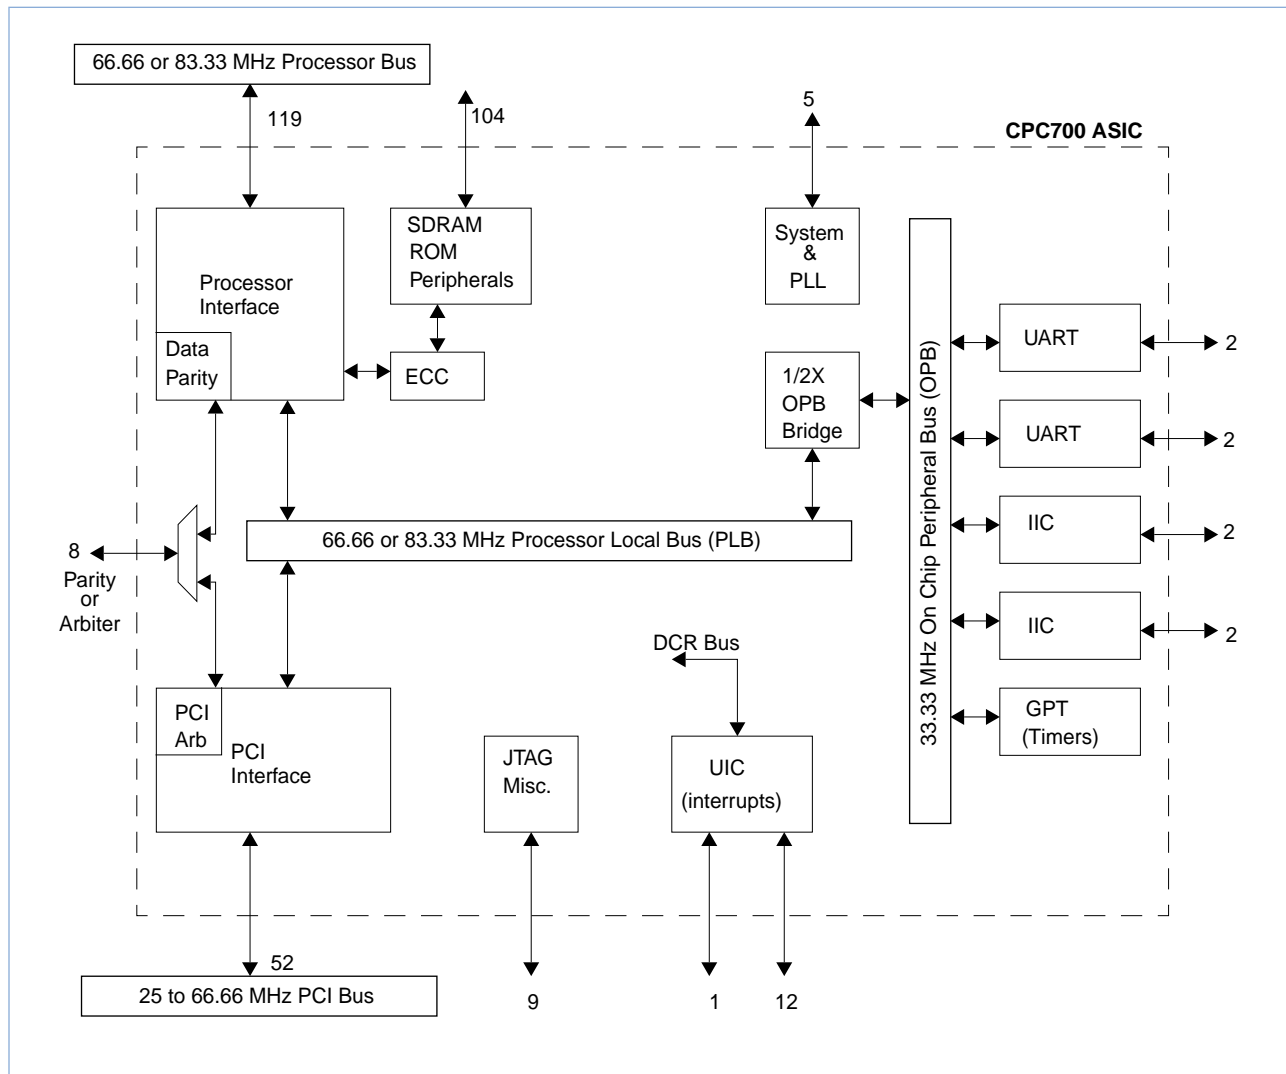 66.66 or 83.33 MHz Processor Bus
119
104
5
CPC700 ASIC
Processor
Interface
Data
Parity
SDRAM
ROM
Peripherals
ECC
System
&
PLL
1/2X
OPB
Bridge
33.33 MHz On Chip Peripheral Bus (OPB)
UART
2
UART
2
IIC
2
IIC
2
GPT
(Timers)
8
Parity
or
Arbiter
66.66 or 83.33 MHz Processor Local Bus (PLB)
DCR Bus
PCI
Arb
PCI
Interface
JTAG
Misc.
UIC
(interrupts)
52
25 to 66.66 MHz PCI Bus
9
1
12